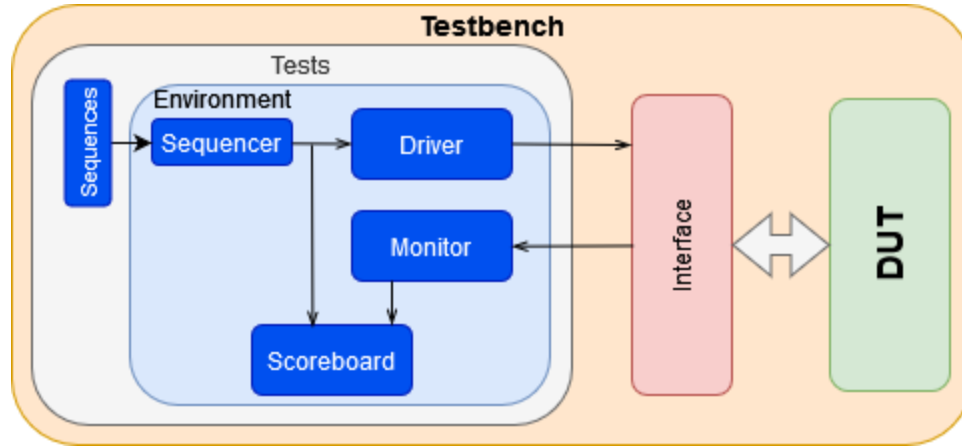 Testbench
Tests
Sequences
Environment
Sequencer
Driver
Monitor
Scoreboard
Interface
DUT